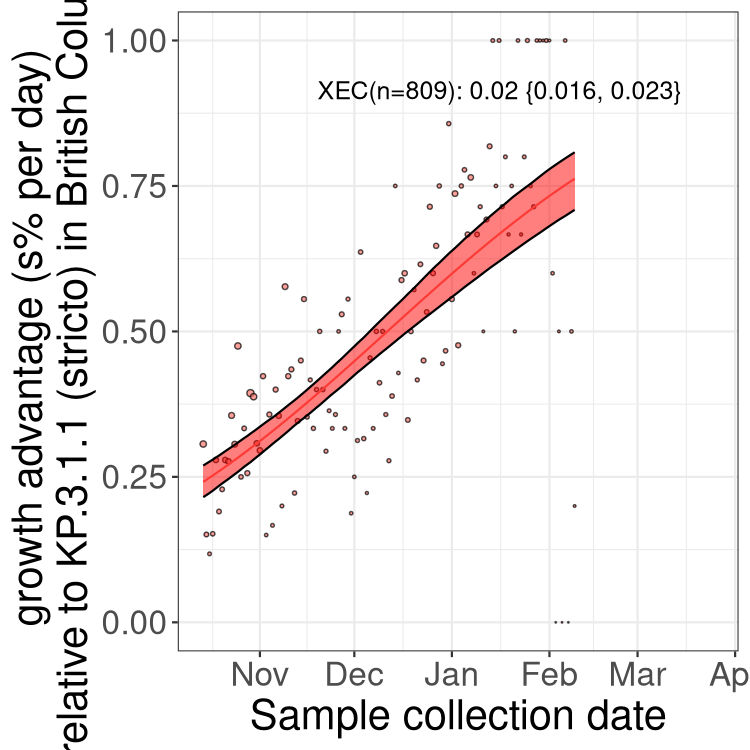 growth advantage (s% per day)
relative to KP.3.1.1 (stricto) in British Colu
1.00
0.75
0.50
0.25
0.00
XEC(n=809): 0.02 {0.016, 0.023}
Nov Dec Jan Feb Mar Ap
Sample collection date